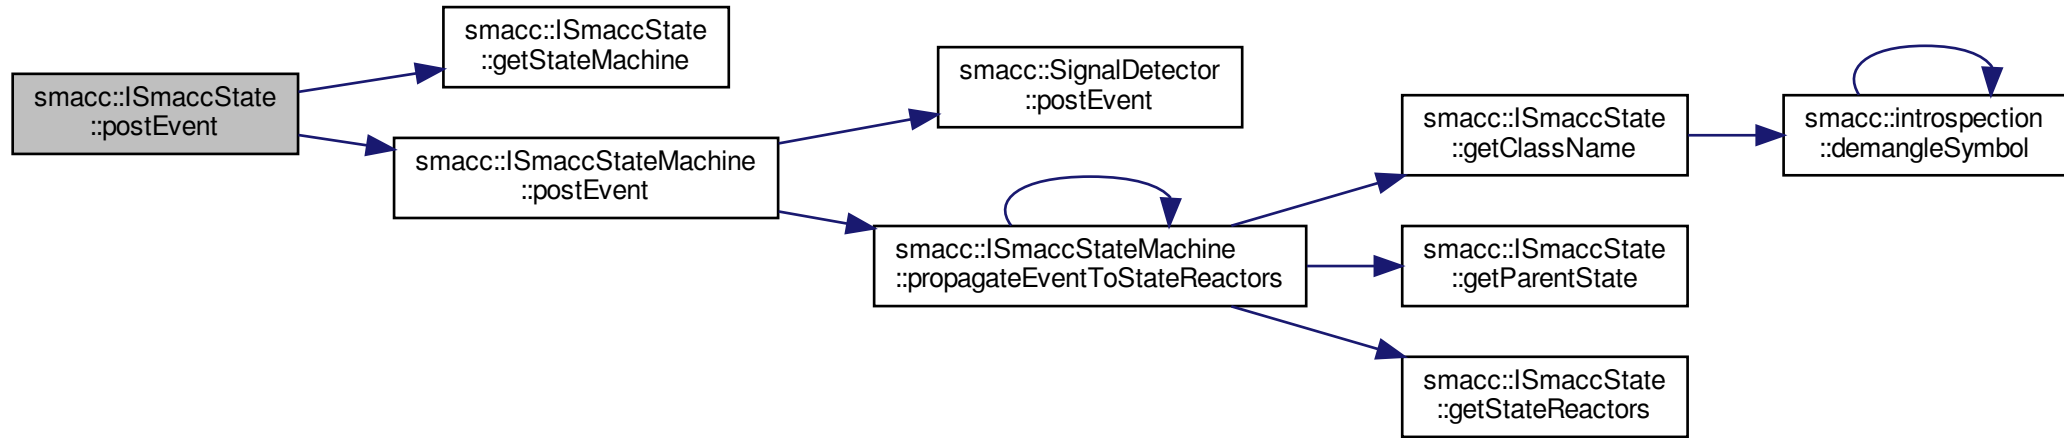 smacc::ISmaccState
::postEvent
smacc::ISmaccState
::getStateMachine
smacc::ISmaccStateMachine
::postEvent
smacc::SignalDetector
::postEvent
smacc::ISmaccStateMachine
::propagateEventToStateReactors
smacc::ISmaccState
::getClassName
smacc::introspection
::demangleSymbol
smacc::ISmaccState
::getParentState
smacc::ISmaccState
::getStateReactors